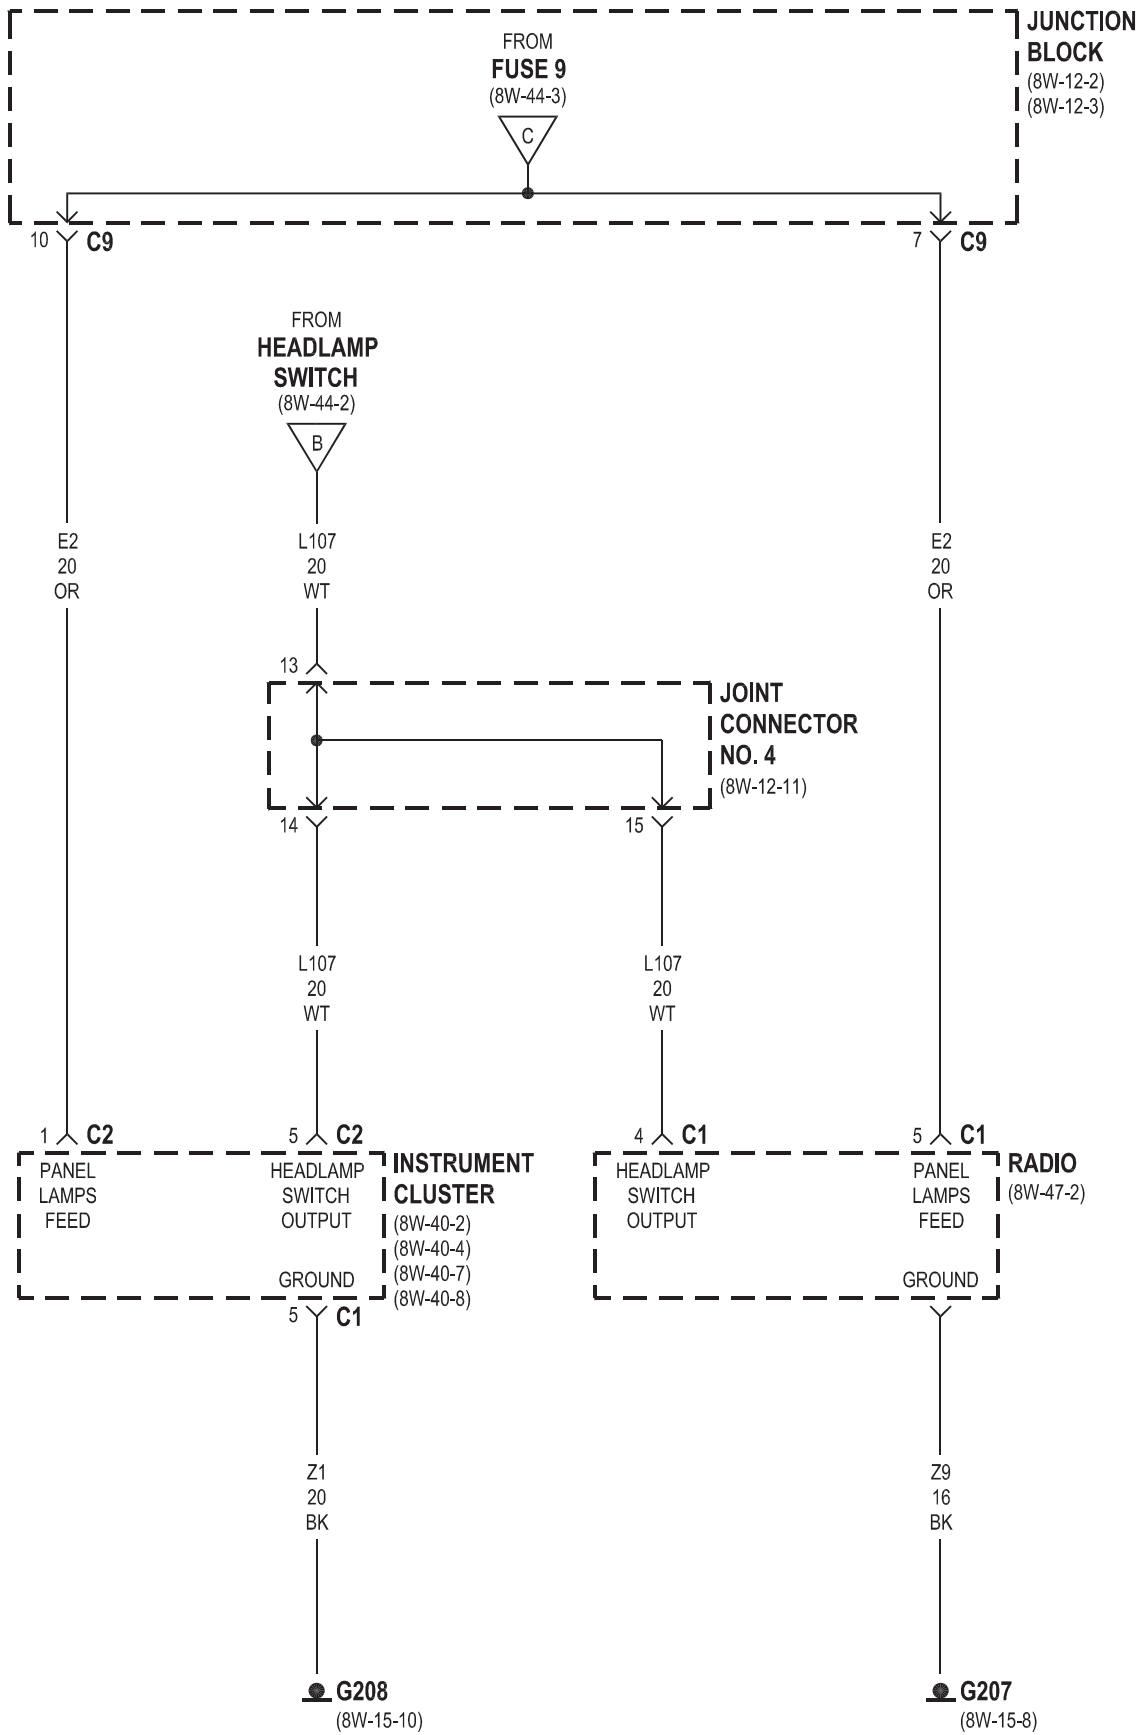 FROM
FUSE 9
(8W-44-3)
C
JUNCTION
BLOCK
(8W-12-2)
(8W-12-3)
10 C9
7 C9
FROM
HEADLAMP
SWITCH
(8W-44-2)
B
E2
20
OR
L107
20
WT
E2
20
OR
13
JOINT
CONNECTOR
NO. 4
(8W-12-11)
14
15
L107
20
WT
L107
20
WT
1 C2
5 C2
4 C1
5 C1
PANEL
LAMPS
FEED
HEADLAMP
SWITCH
OUTPUT
GROUND
INSTRUMENT
CLUSTER
(8W-40-2)
(8W-40-4)
(8W-40-7)
(8W-40-8)
HEADLAMP
SWITCH
OUTPUT
PANEL
LAMPS
FEED
GROUND
RADIO
(8W-47-2)
5 C1
Z1
20
BK
Z9
16
BK
G208
(8W-15-10)
G207
(8W-15-8)